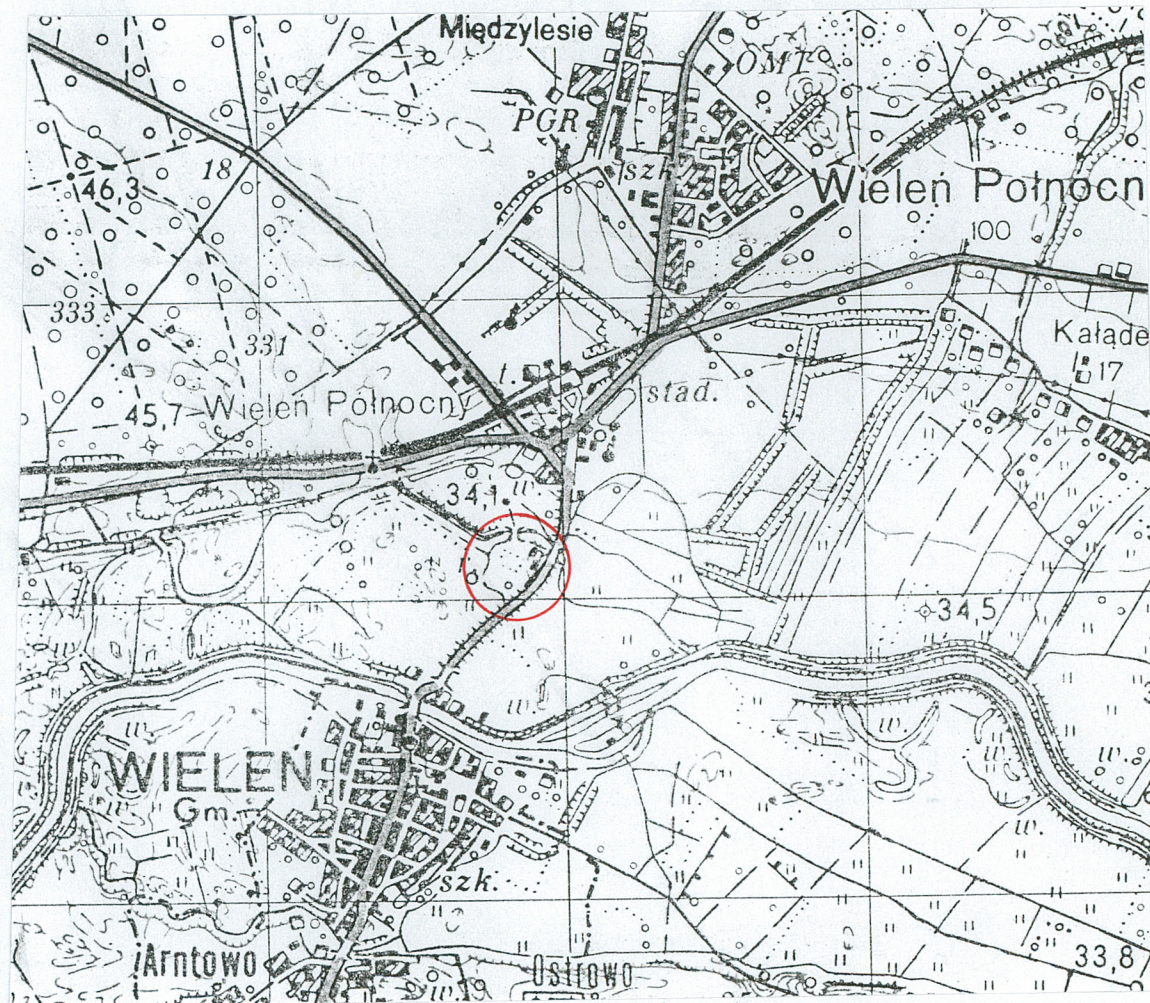 Międzylesie
OMT
PGR
46,3
18
szk.
Wieleń Północn
100
333
331
Kaląde
17
t.
stad.
45,7
Wieleń Północny
34,1
w
34,5
w.
w.
w.
w.
w.
w.
WIELEŃ
Gm.
w.
szk.
33,8
Arntowo
w.
Ostrowo